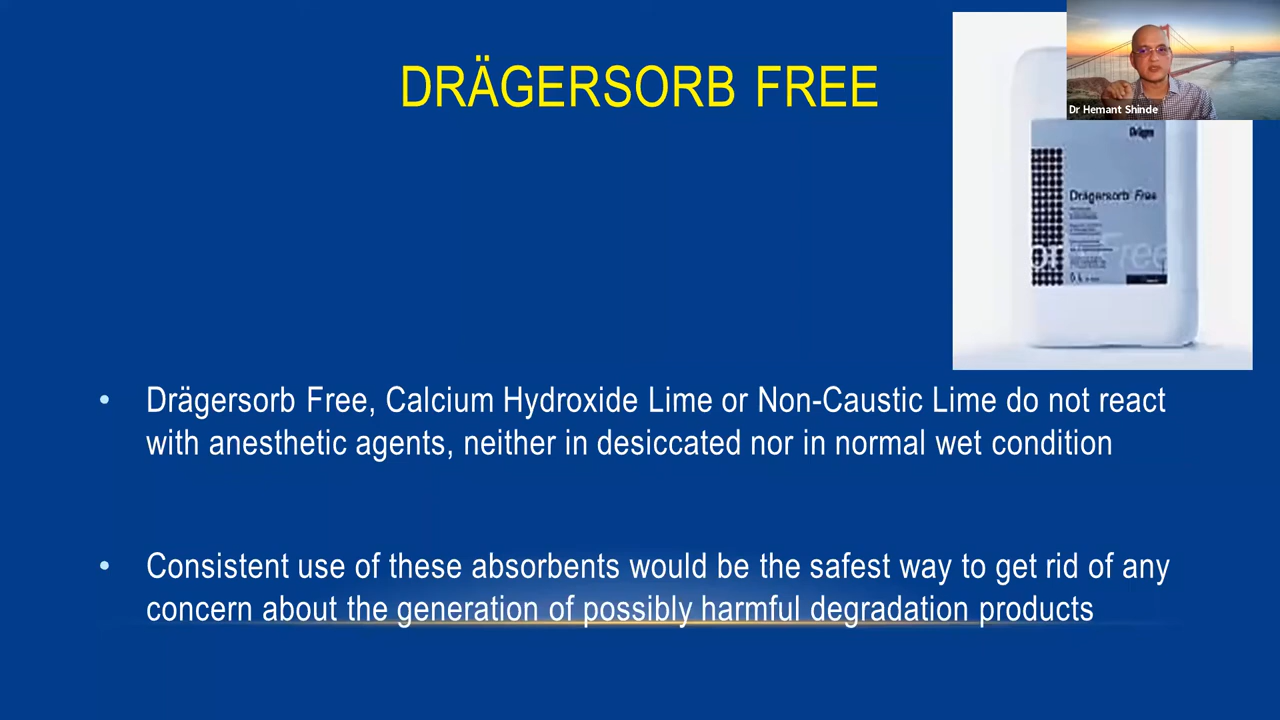 DRÄGERSORB FREE
Dr Hemant Shinde
Dräger
Drägersorb Free
5 L
• Drägersorb Free, Calcium Hydroxide Lime or Non-Caustic Lime do not react
with anesthetic agents, neither in desiccated nor in normal wet condition
• Consistent use of these absorbents would be the safest way to get rid of any
concern about the generation of possibly harmful degradation products